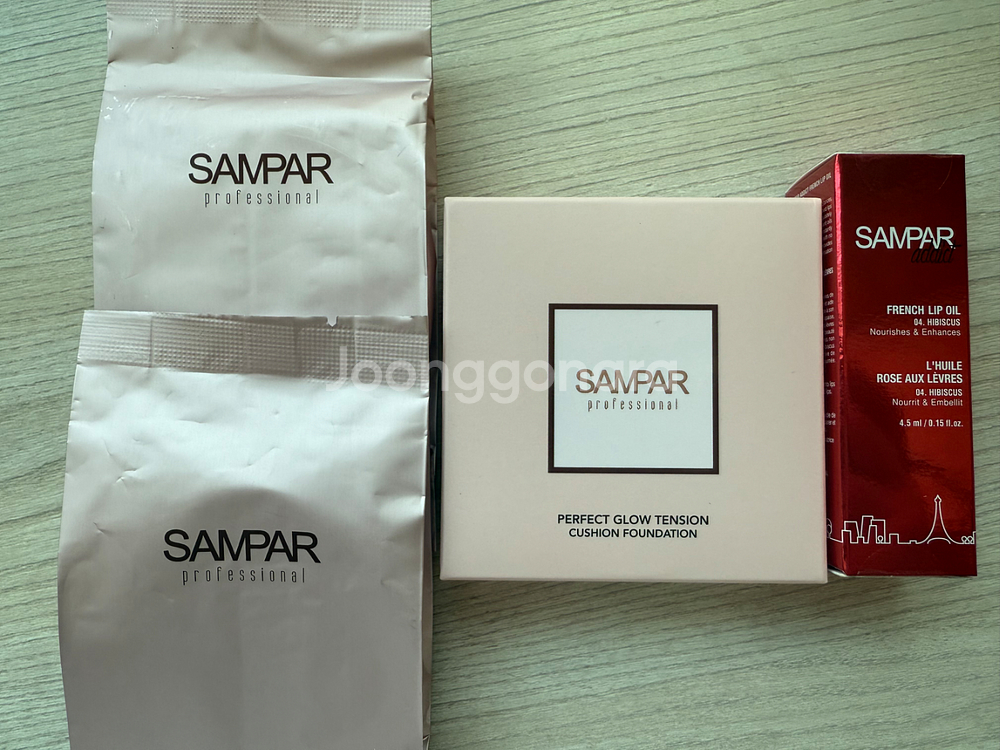 SAMPAR
professional
SAMPAR
professional
Joonggonara
SAMPAR
professional
PERFECT GLOW TENSION
CUSHION FOUNDATION
SAMPAR
addict
FRENCH LIP OIL
04. HIBISCUS
Nourishes & Enhances
L'HUILE
ROSE AUX LÈVRES
04. HIBISCUS
Nourrit & Embellit
4.5 ml / 0.15 fl.oz.